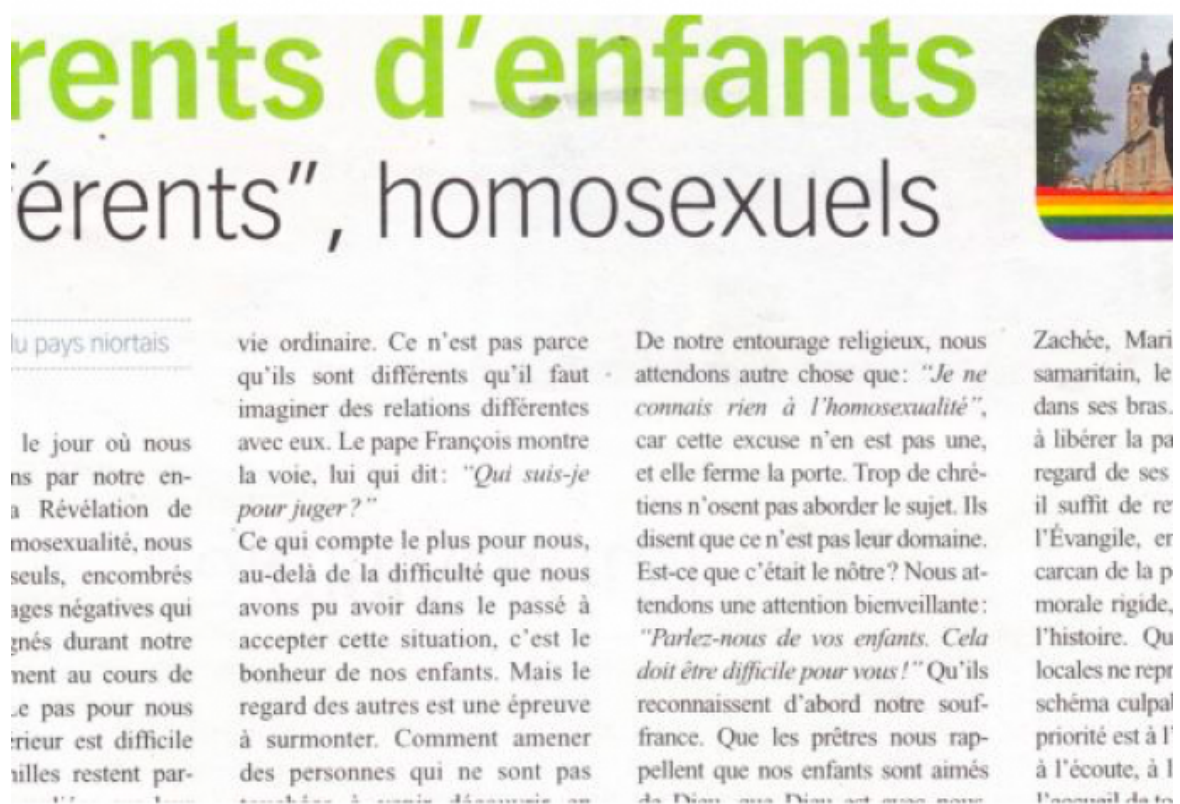 rents d'enfants
férents", homosexuels
du pays niortais
le jour où nous
ns par notre en-
a Révélation de
mosexualité, nous
seuls, encombrés
ages négatives qui
gnés durant notre
ment au cours de
Le pas pour nous
rieur est difficile
illes restent par-
vie ordinaire. Ce n'est pas parce
qu'ils sont différents qu'il faut
imaginer des relations différentes
avec eux. Le pape François montre
la voie, lui qui dit: "Qui suis-je
pour juger?"
Ce qui compte le plus pour nous,
au-delà de la difficulté que nous
avons pu avoir dans le passé à
accepter cette situation, c'est le
bonheur de nos enfants. Mais le
regard des autres est une épreuve
à surmonter. Comment amener
des personnes qui ne sont pas
De notre entourage religieux, nous
attendons autre chose que: "Je ne
connais rien à l'homosexualité",
car cette excuse n'en est pas une,
et elle ferme la porte. Trop de chré-
tiens n'osent pas aborder le sujet. Ils
disent que ce n'est pas leur domaine.
Est-ce que c'était le nôtre? Nous at-
tendons une attention bienveillante:
"Parlez-nous de vos enfants. Cela
doit être difficile pour vous!" Qu'ils
reconnaissent d'abord notre souf-
france. Que les prêtres nous rap-
pellent que nos enfants sont aimés
de Dieu, que Dieu est avec nous
Zachée, Mari
samaritain, le
dans ses bras.
à libérer la pa
regard de ses
il suffit de re
l'Évangile, en
carcan de la p
morale rigide,
l'histoire. Qu
locales ne repr
schéma culpal
priorité est à l'
à l'écoute, à l